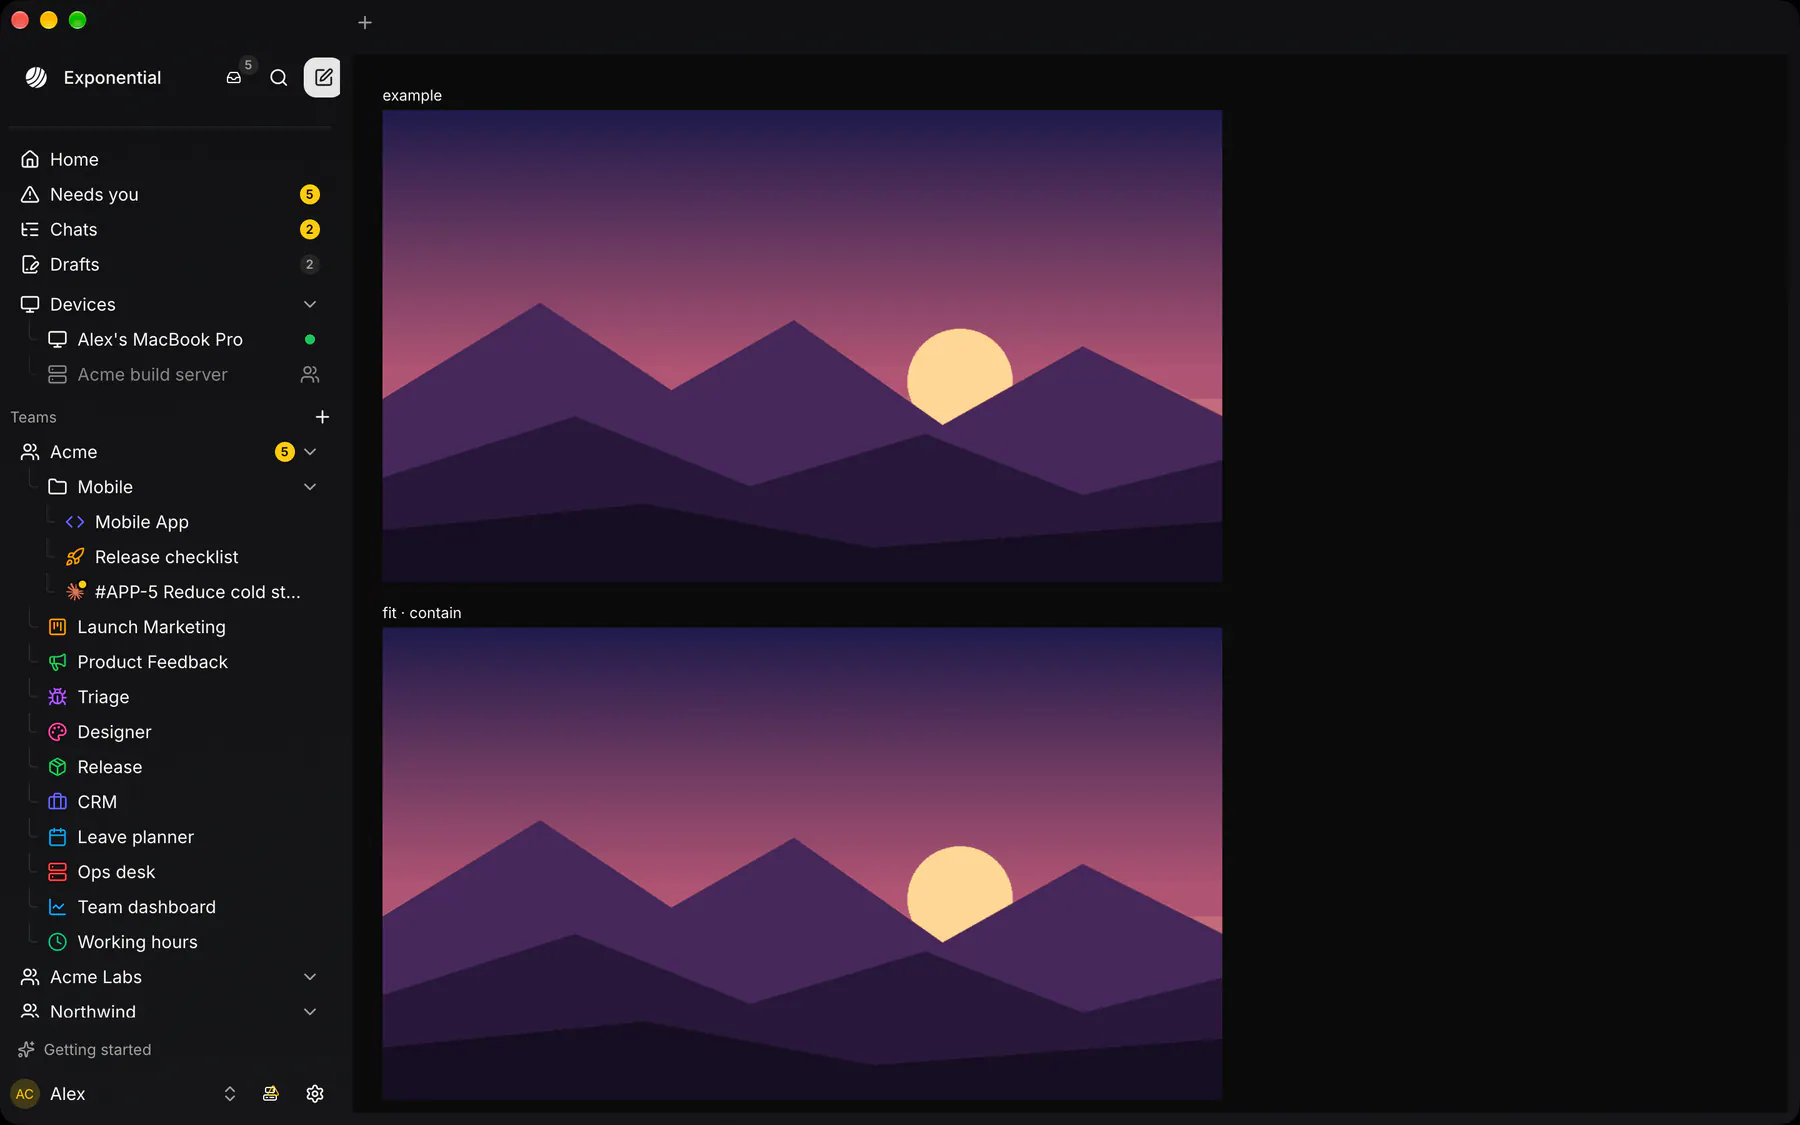 Exponential
5
Home
Needs you 5
Chats 2
Drafts 2
Devices
Alex's MacBook Pro
Acme build server
Teams
Acme 5
Mobile
Mobile App
Release checklist
#APP-5 Reduce cold st...
Launch Marketing
Product Feedback
Triage
Designer
Release
CRM
Leave planner
Ops desk
Team dashboard
Working hours
Acme Labs
Northwind
Getting started
AC Alex
example
fit · contain